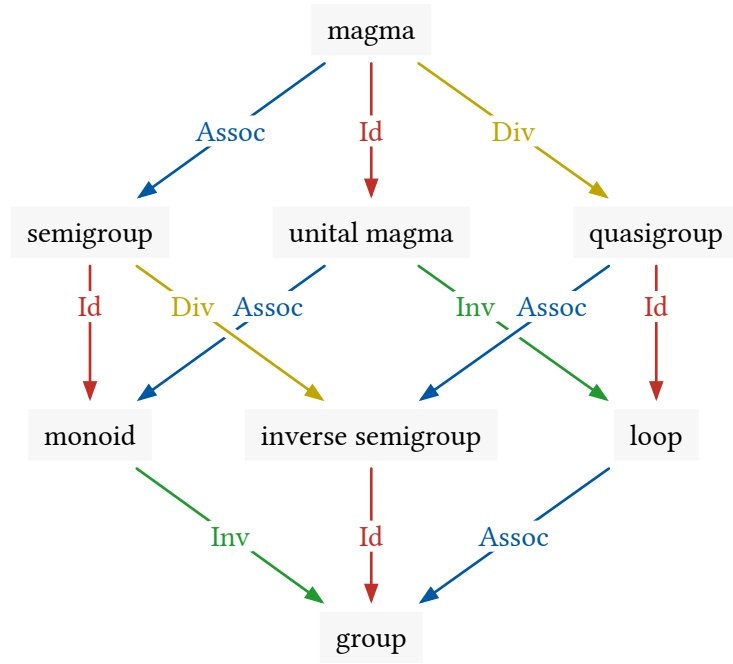 magma
Assoc
Id
Div
semigroup
unital magma
quasigroup
Id
Div
Assoc
Inv
Assoc
Id
monoid
inverse semigroup
loop
Inv
Id
Assoc
group